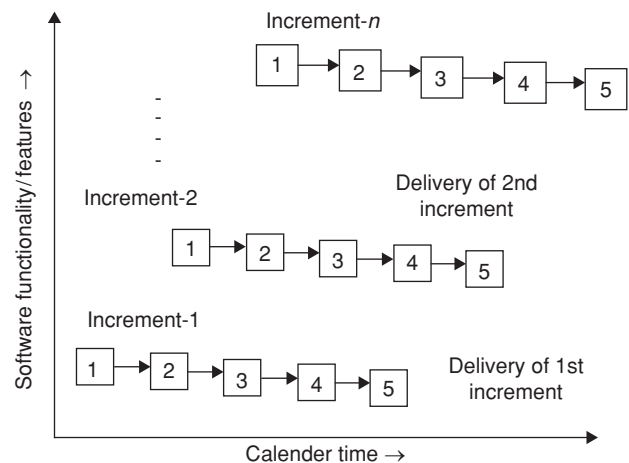 Increment-n
1 2 3 4 5
Software functionality/features →
Increment-2
Delivery of 2nd
increment
1 2 3 4 5
Increment-1
1 2 3 4 5
Delivery of 1st
increment
Calender time →